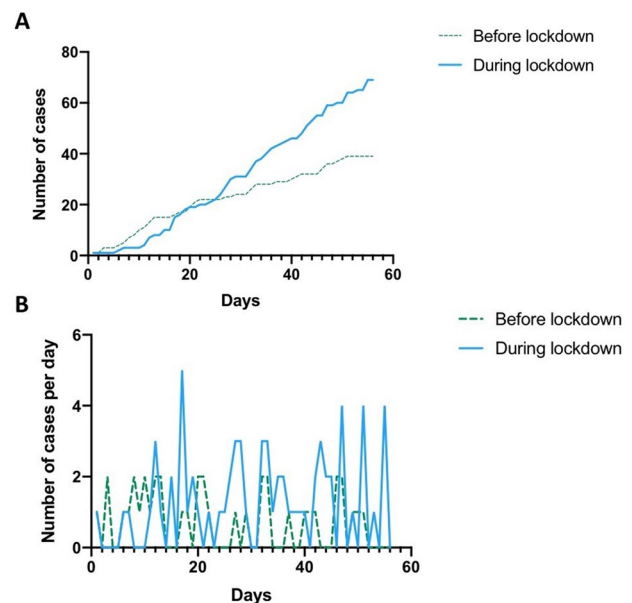 A
Before lockdown
During lockdown
80
60
40
20
0
Number of cases
0
20
40
60
Days
B
Before lockdown
During lockdown
6
4
2
0
Number of cases per day
0
20
40
60
Days